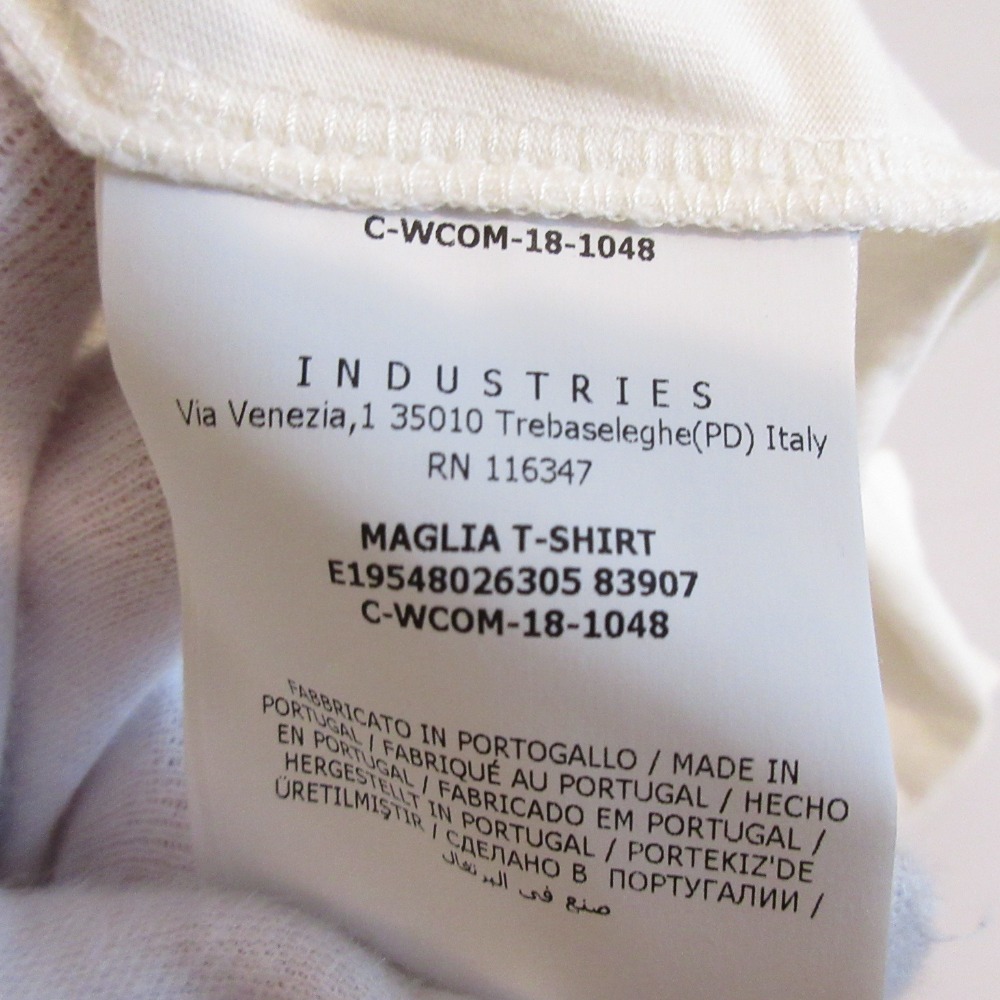 C-WCOM-18-1048
INDUSTRIES
Via Venezia,1 35010 Trebaseleghe(PD) Italy
RN 116347
MAGLIA T-SHIRT
E19548026305 83907
C-WCOM-18-1048
FABBRICATO IN PORTOGALLO / MADE IN
PORTUGAL / FABRIQUÉ AU PORTUGAL / HECHO
EN PORTUGAL / FABRICADO EM PORTUGAL /
HERGESTELLT IN PORTUGAL / PORTEKIZ'DE
ÜRETILMIŞTIR / СДЕЛАНО В ПОРТУГАЛИИ /
صنع في البرتغال